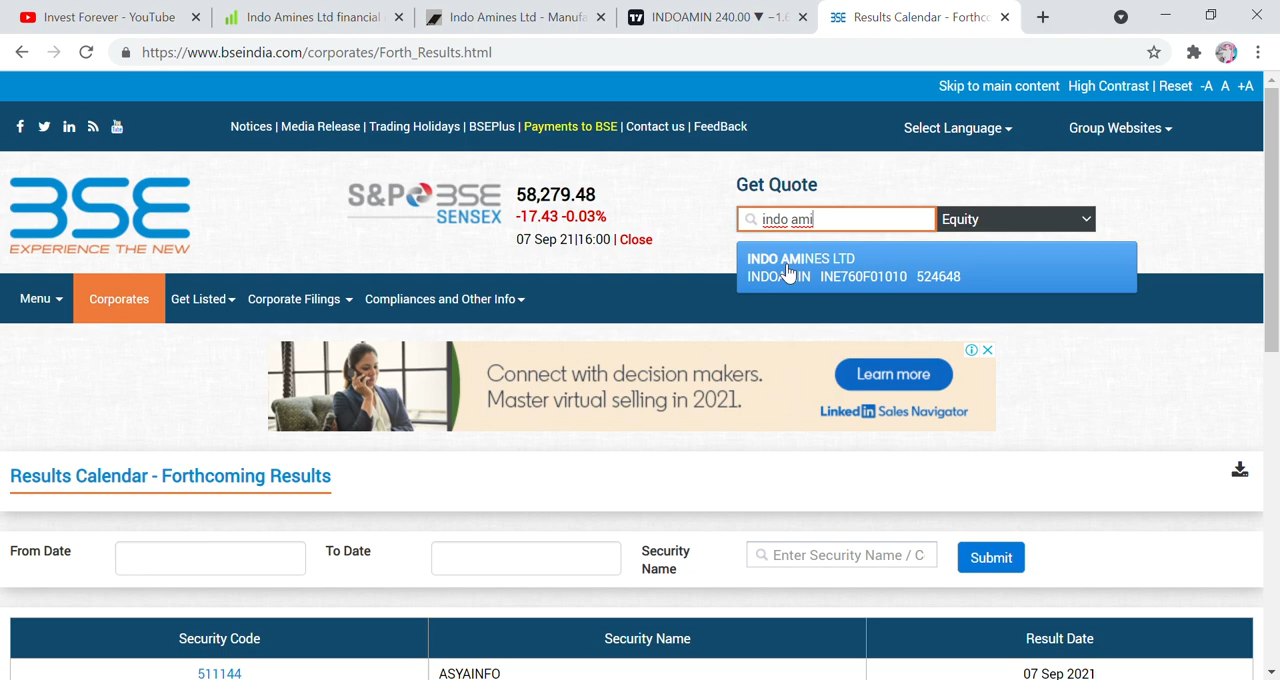 Invest Forever - YouTube
Indo Amines Ltd financial
Indo Amines Ltd - Manufa
INDOAMIN 240.00 ▼ −1.6
Results Calendar - Forthco
https://www.bseindia.com/corporates/Forth_Results.html
Skip to main content High Contrast | Reset -A A +A
Notices | Media Release | Trading Holidays | BSEPlus | Payments to BSE | Contact us | FeedBack
Select Language
Group Websites
BSE
EXPERIENCE THE NEW
S&P BSE
SENSEX
58,279.48
-17.43 -0.03%
07 Sep 21|16:00 | Close
Get Quote
indo ami
Equity
INDO AMINES LTD
INDOAMIN INE760F01010 524648
Menu
Corporates
Get Listed
Corporate Filings
Compliances and Other Info
Connect with decision makers.
Master virtual selling in 2021.
Learn more
Linked in Sales Navigator
Results Calendar - Forthcoming Results
From Date
To Date
Security
Name
Enter Security Name / C
Submit
Security Code
Security Name
Result Date
511144
ASYAINFO
07 Sep 2021